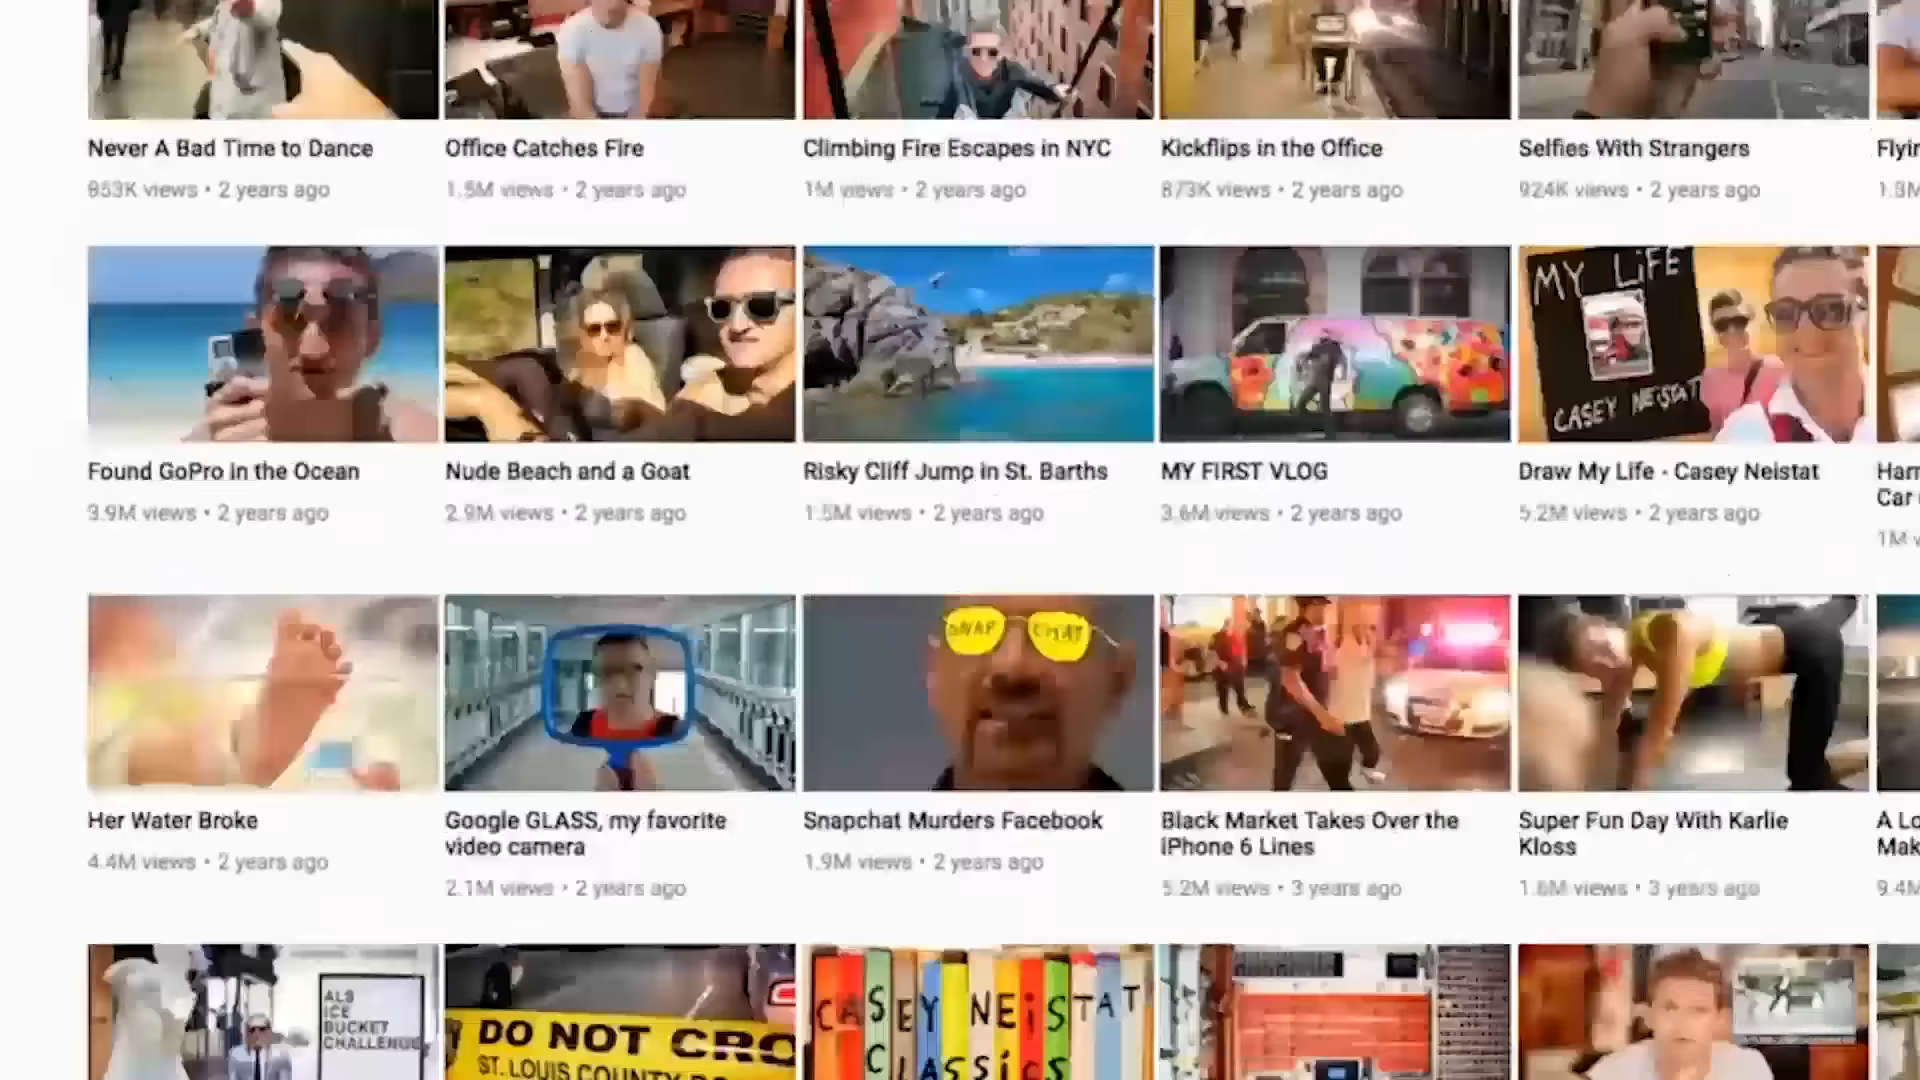 Never A Bad Time to Dance
853K views • 2 years ago
Office Catches Fire
1.5M views • 2 years ago
Climbing Fire Escapes in NYC
1M views • 2 years ago
Kickflips in the Office
873K views • 2 years ago
Selfies With Strangers
924K views • 2 years ago
MY LiFE
CASEY NEiSTAT
Found GoPro in the Ocean
3.9M views • 2 years ago
Nude Beach and a Goat
2.9M views • 2 years ago
Risky Cliff Jump in St. Barths
1.5M views • 2 years ago
MY FIRST VLOG
3.6M views • 2 years ago
Draw My Life - Casey Neistat
5.2M views • 2 years ago
Car
1M
SNAP CHAT
Her Water Broke
4.4M views • 2 years ago
Google GLASS, my favorite
video camera
2.1M views • 2 years ago
Snapchat Murders Facebook
1.9M views • 2 years ago
Black Market Takes Over the
iPhone 6 Lines
5.2M views • 3 years ago
Super Fun Day With Karlie
Kloss
1.6M views • 3 years ago
A
9.4M
ALS
ICE
BUCKET
CHALLENGE
DO NOT CRO
ST. LOUIS COUNTY
CASEY NEiSTAT
CLASSiCS